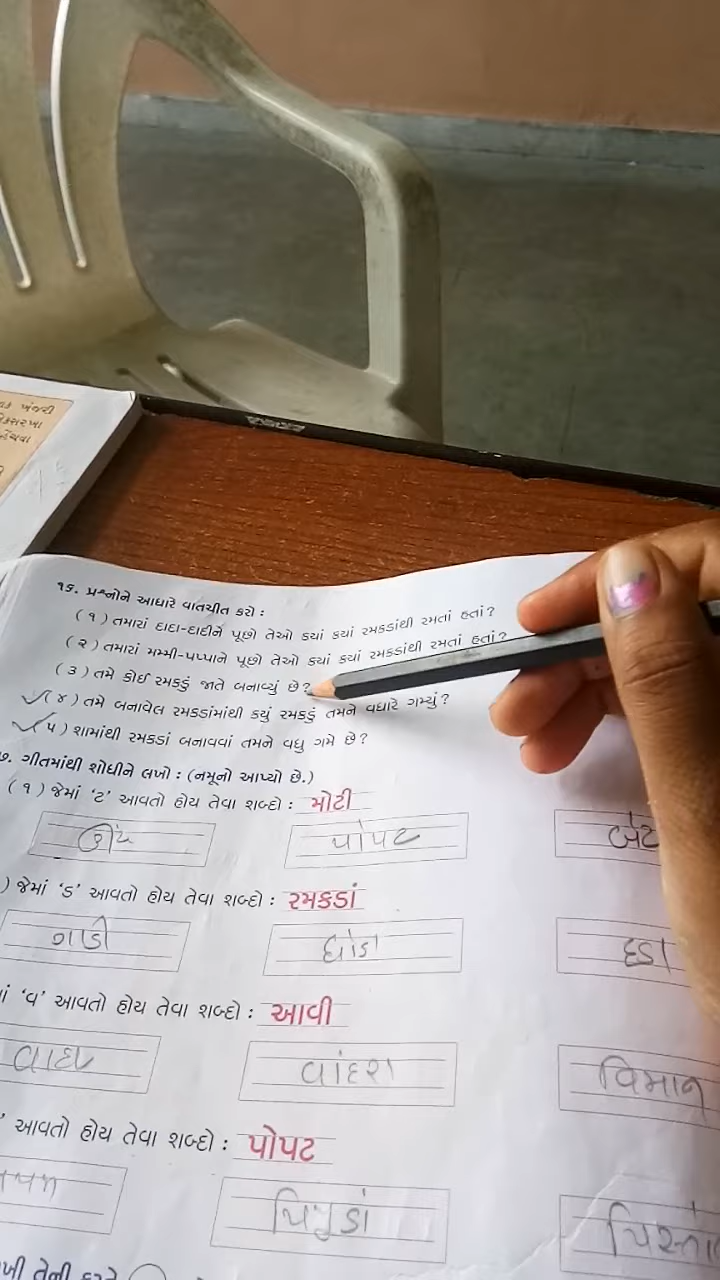 ૧૬. પ્રશ્નોને આધારે વાતચીત કરો :
(૧) તમારાં દાદા-દાદીને પૂછો તેઓ કયાં કયાં રમકડાંથી રમતાં હતાં?
(૨) તમારાં મમ્મી-પપ્પાને પૂછો તેઓ કયાં કયાં રમકડાંથી રમતાં હતાં?
(૩) તમે કોઈ રમકડું જાતે બનાવ્યું છે?
(૪) તમે બનાવેલ રમકડાંમાંથી કયું રમકડું તમને વધારે ગમ્યું?
૫) શામાંથી રમકડાં બનાવવાં તમને વધુ ગમે છે?
૭. ગીતમાંથી શોધીને લખો : (નમૂનો આપ્યો છે.)
(૧) જેમાં ‘ટ’ આવતો હોય તેવા શબ્દો : મોટી
પોપટ
) જેમાં ‘ડ’ આવતો હોય તેવા શબ્દો : રમકડાં
ગાડી ઘોડા દડા
‘વ’ આવતો હોય તેવા શબ્દો : આવી
વાંદરા વિમાન
આવતો હોય તેવા શબ્દો : પોપટ